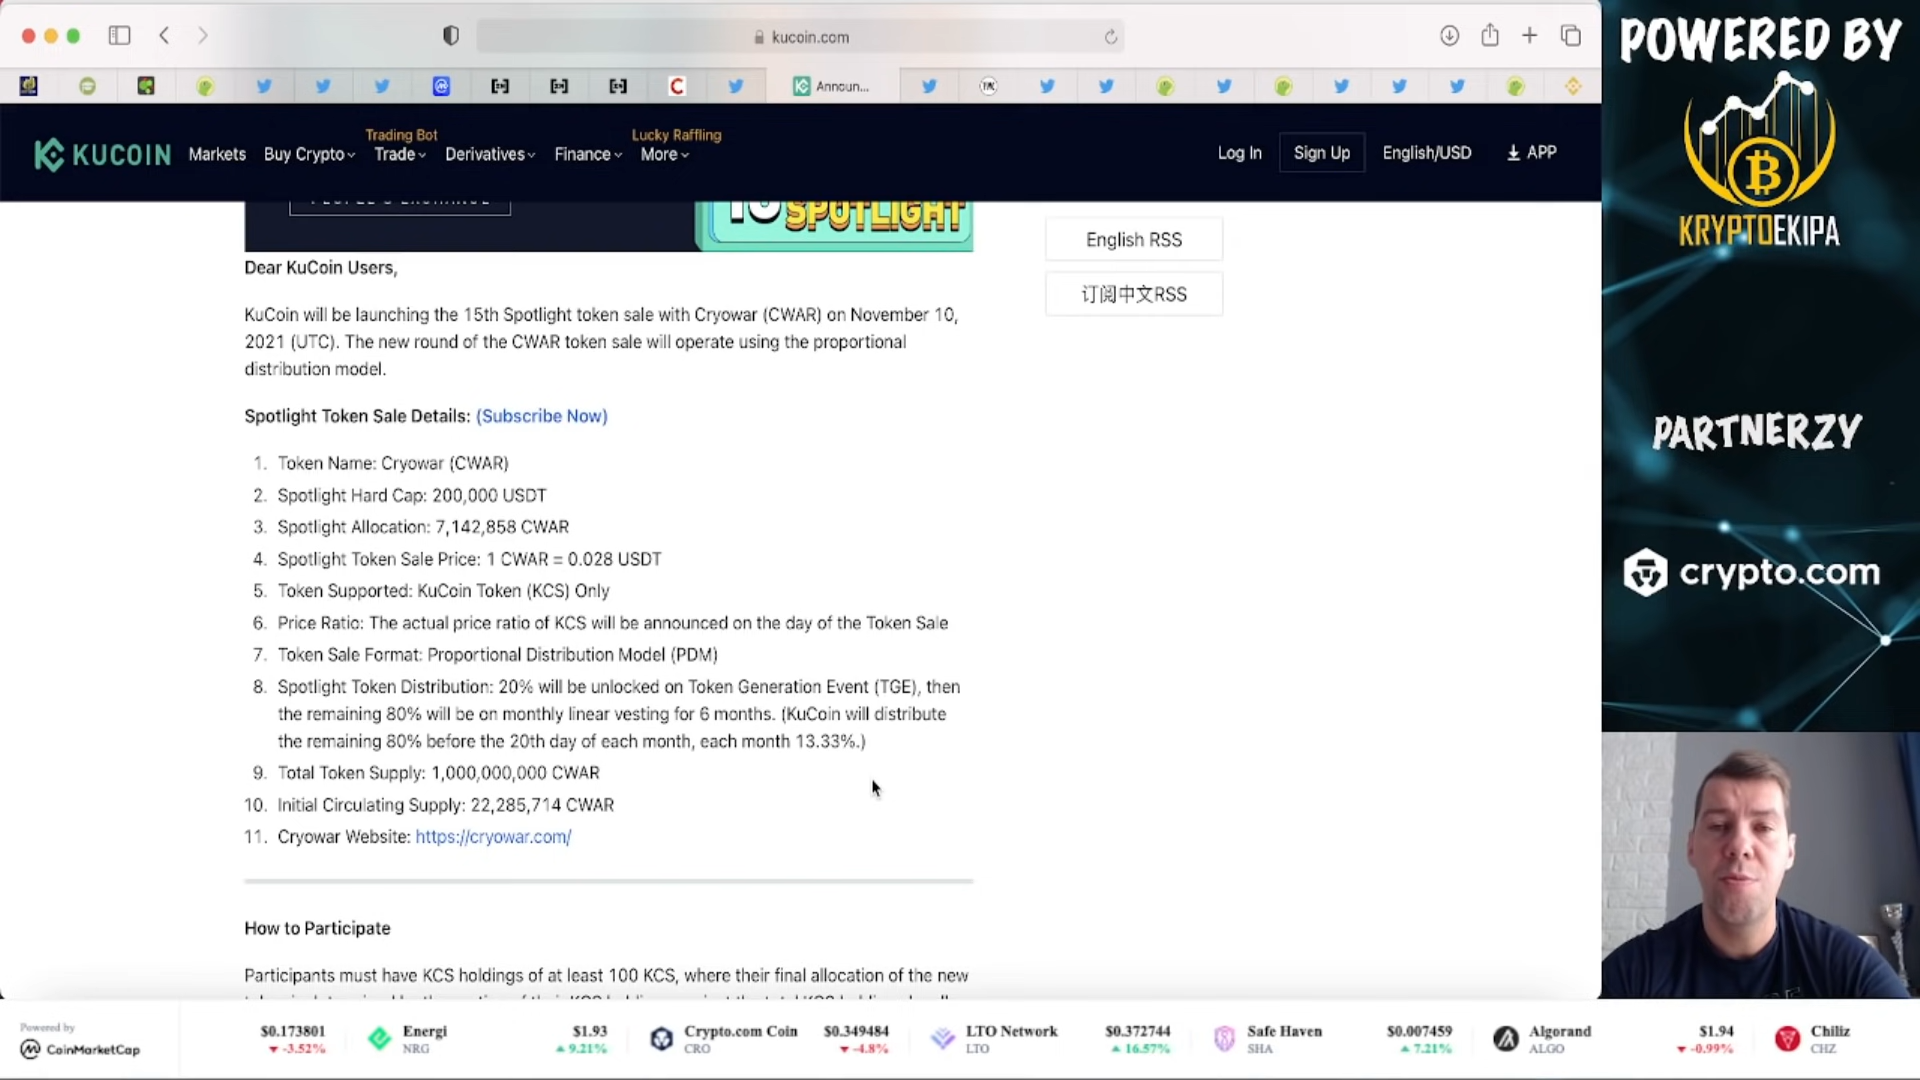 kucoin.com
POWERED BY
Announ...
KUCOIN
Markets
Buy Crypto
Trading Bot
Trade
Derivatives
Finance
Lucky Raffling
More
Log In
Sign Up
English/USD
APP
KRYPTOEKIPA
SPOTLIGHT
English RSS
订阅中文RSS
Dear KuCoin Users,
KuCoin will be launching the 15th Spotlight token sale with Cryowar (CWAR) on November 10,
2021 (UTC). The new round of the CWAR token sale will operate using the proportional
distribution model.
Spotlight Token Sale Details: (Subscribe Now)
1. Token Name: Cryowar (CWAR)
2. Spotlight Hard Cap: 200,000 USDT
3. Spotlight Allocation: 7,142,858 CWAR
4. Spotlight Token Sale Price: 1 CWAR = 0.028 USDT
5. Token Supported: KuCoin Token (KCS) Only
6. Price Ratio: The actual price ratio of KCS will be announced on the day of the Token Sale
7. Token Sale Format: Proportional Distribution Model (PDM)
8. Spotlight Token Distribution: 20% will be unlocked on Token Generation Event (TGE), then
the remaining 80% will be on monthly linear vesting for 6 months. (KuCoin will distribute
the remaining 80% before the 20th day of each month, each month 13.33%.)
9. Total Token Supply: 1,000,000,000 CWAR
10. Initial Circulating Supply: 22,285,714 CWAR
11. Cryowar Website: https://cryowar.com/
How to Participate
Participants must have KCS holdings of at least 100 KCS, where their final allocation of the new
PARTNERZY
crypto.com
Powered by
CoinMarketCap
$0.173801
-3.52%
Energi
NRG
$1.93
9.21%
Crypto.com Coin
CRO
$0.349484
-4.8%
LTO Network
LTO
$0.372744
16.57%
Safe Haven
SHA
$0.007459
7.21%
Algorand
ALGO
$1.94
-0.99%
Chiliz
CHZ